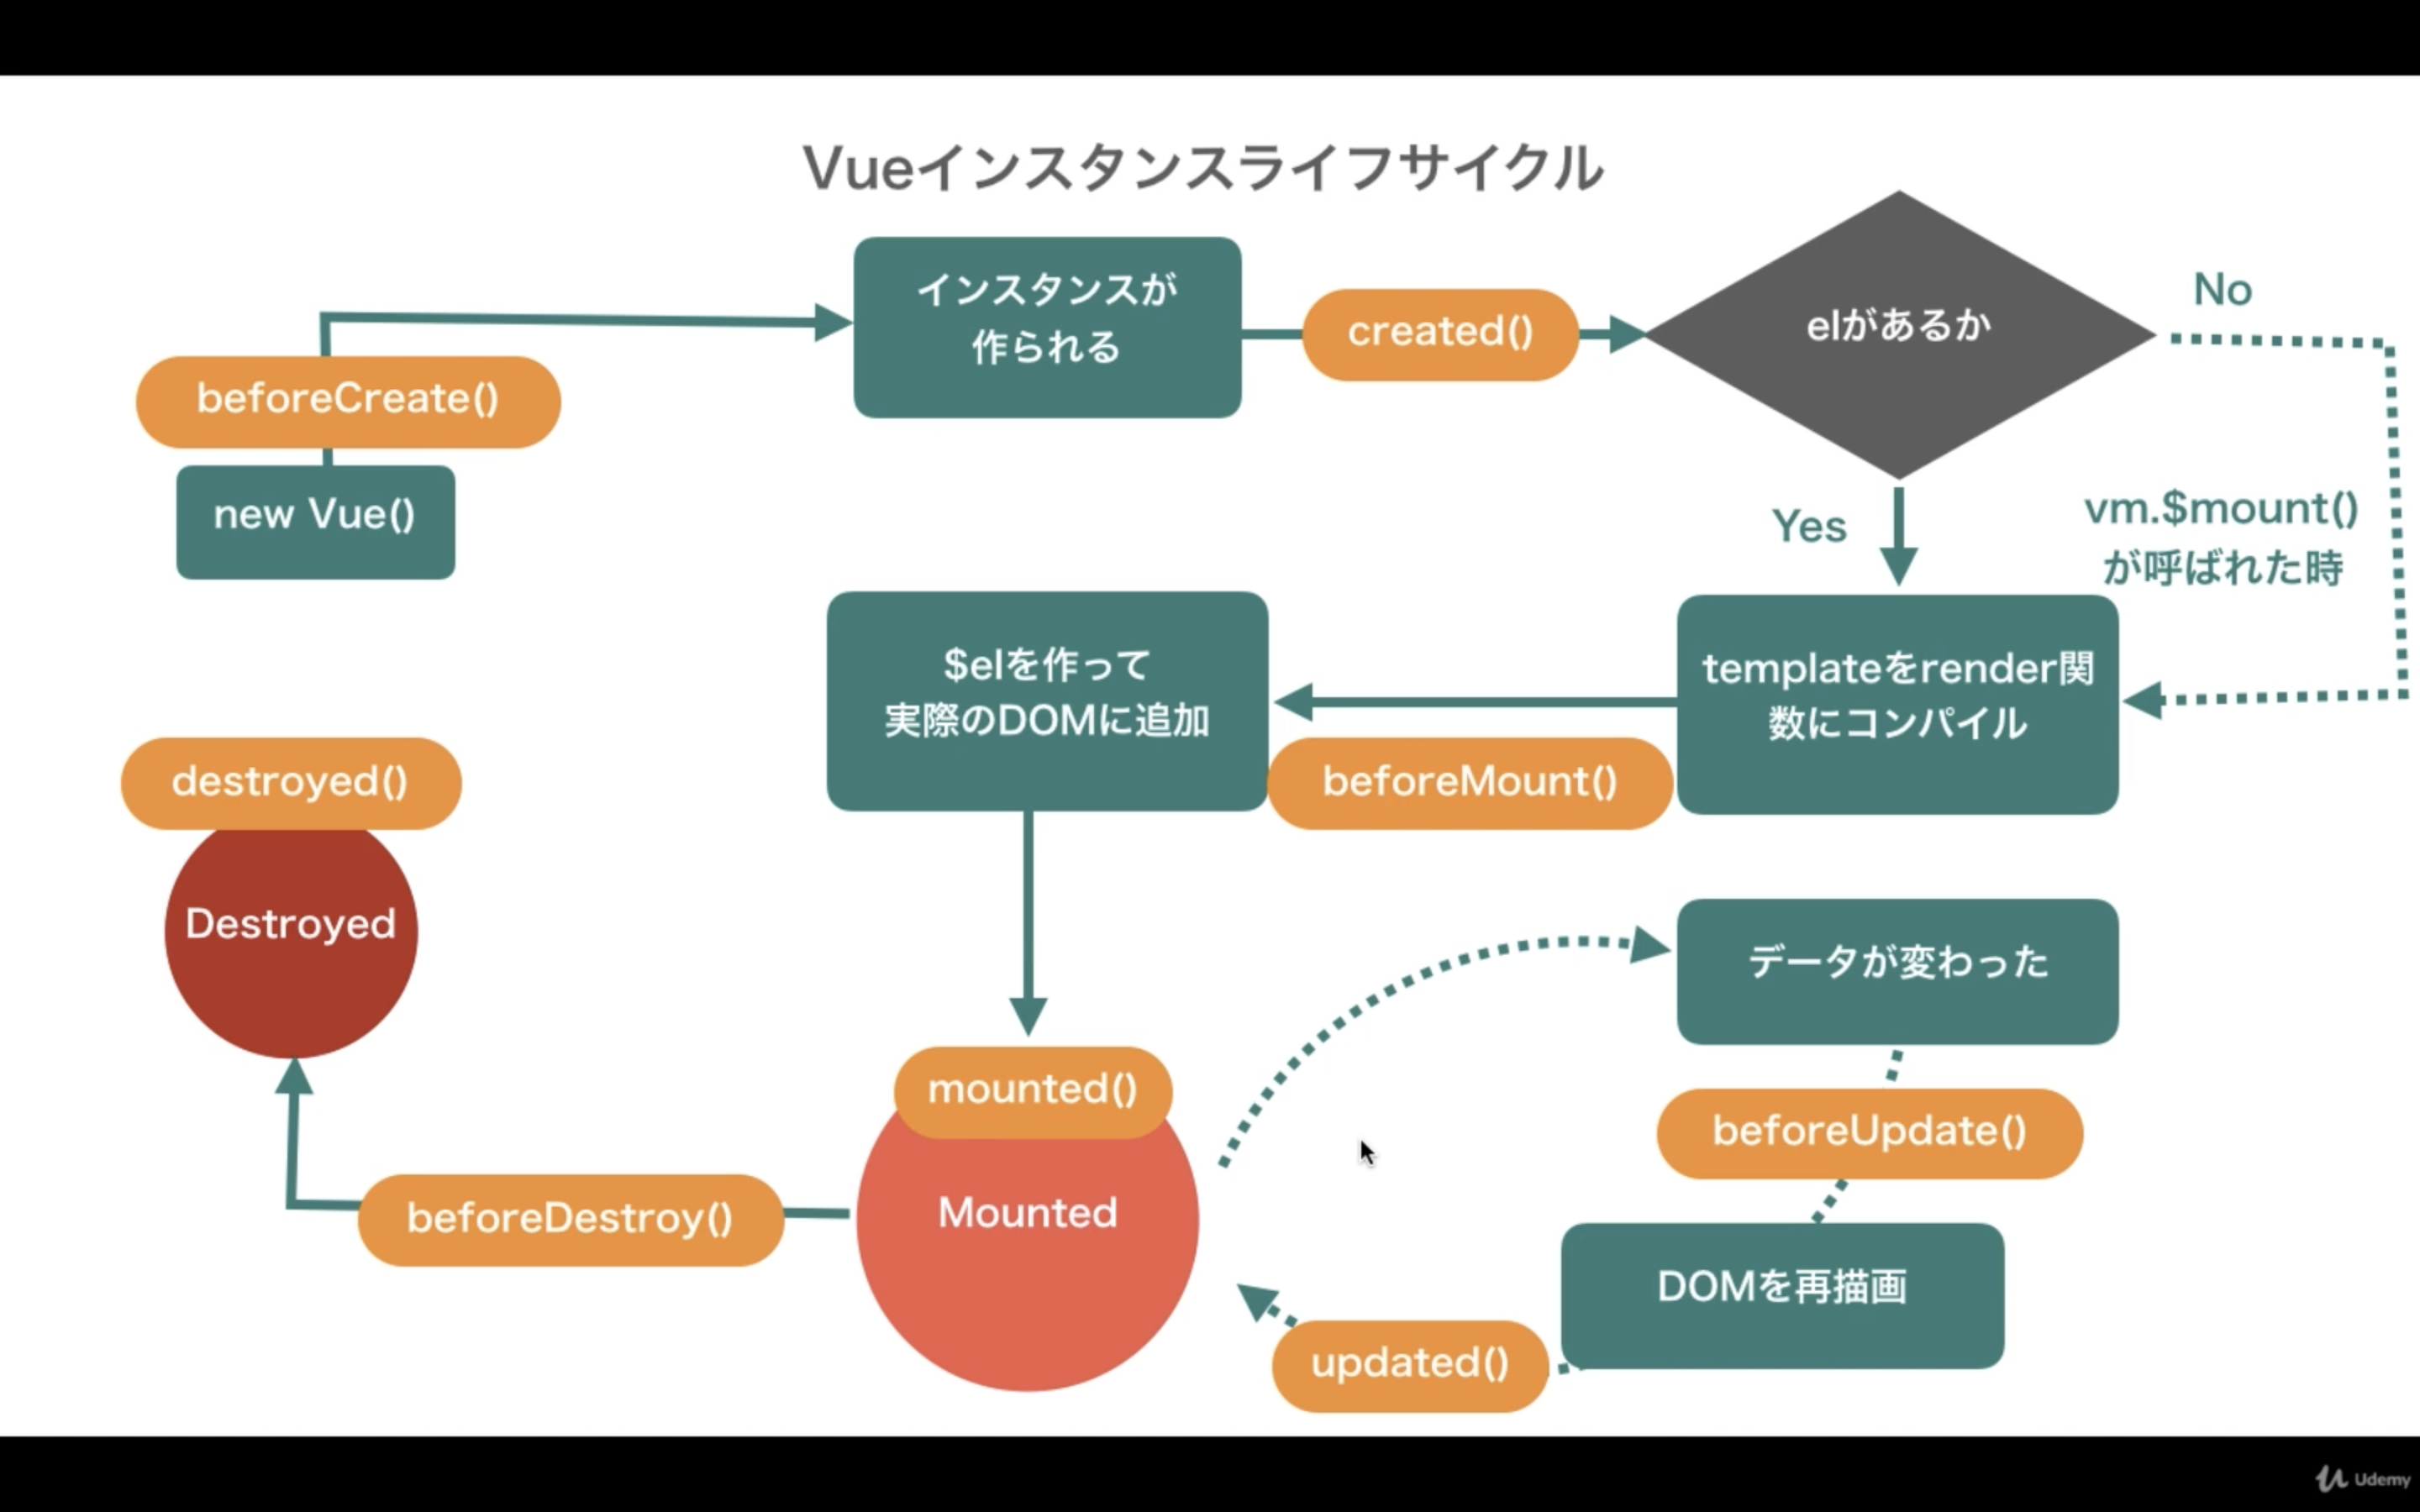 Vueインスタンスライフサイクル
beforeCreate()
new Vue()
インスタンスが
作られる
created()
elがあるか
No
Yes
vm.$mount()
が呼ばれた時
templateをrender関
数にコンパイル
beforeMount()
$elを作って
実際のDOMに追加
mounted()
Mounted
データが変わった
beforeUpdate()
DOMを再描画
updated()
beforeDestroy()
destroyed()
Destroyed
Udemy